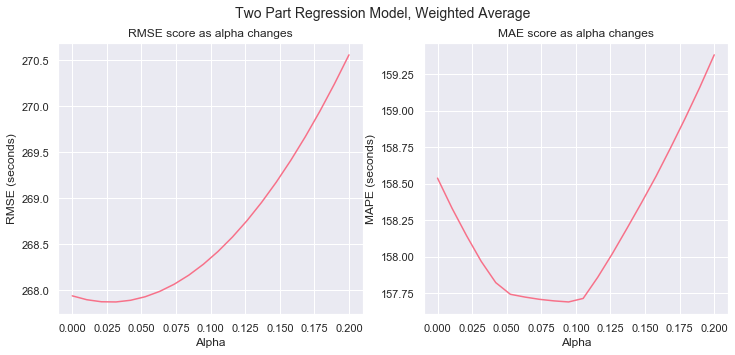 Two Part Regression Model, Weighted Average
RMSE score as alpha changes
270.5
270.0
269.5
269.0
268.5
268.0
RMSE (seconds)
0.000 0.025 0.050 0.075 0.100 0.125 0.150 0.175 0.200
Alpha
MAE score as alpha changes
159.25
159.00
158.75
158.50
158.25
158.00
157.75
MAPE (seconds)
0.000 0.025 0.050 0.075 0.100 0.125 0.150 0.175 0.200
Alpha